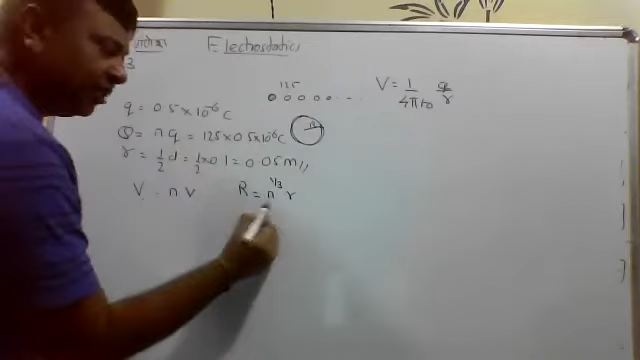 Electrostatics
3
125
V = 1/4πε0 q/r
q = 0.5 × 10⁻⁶ C
Q = nq = 125 × 0.5 × 10⁻⁶ C
R
r = 1/2 d = 1/2 × 0.1 = 0.05 m //
V = n v R = n^1/3 r